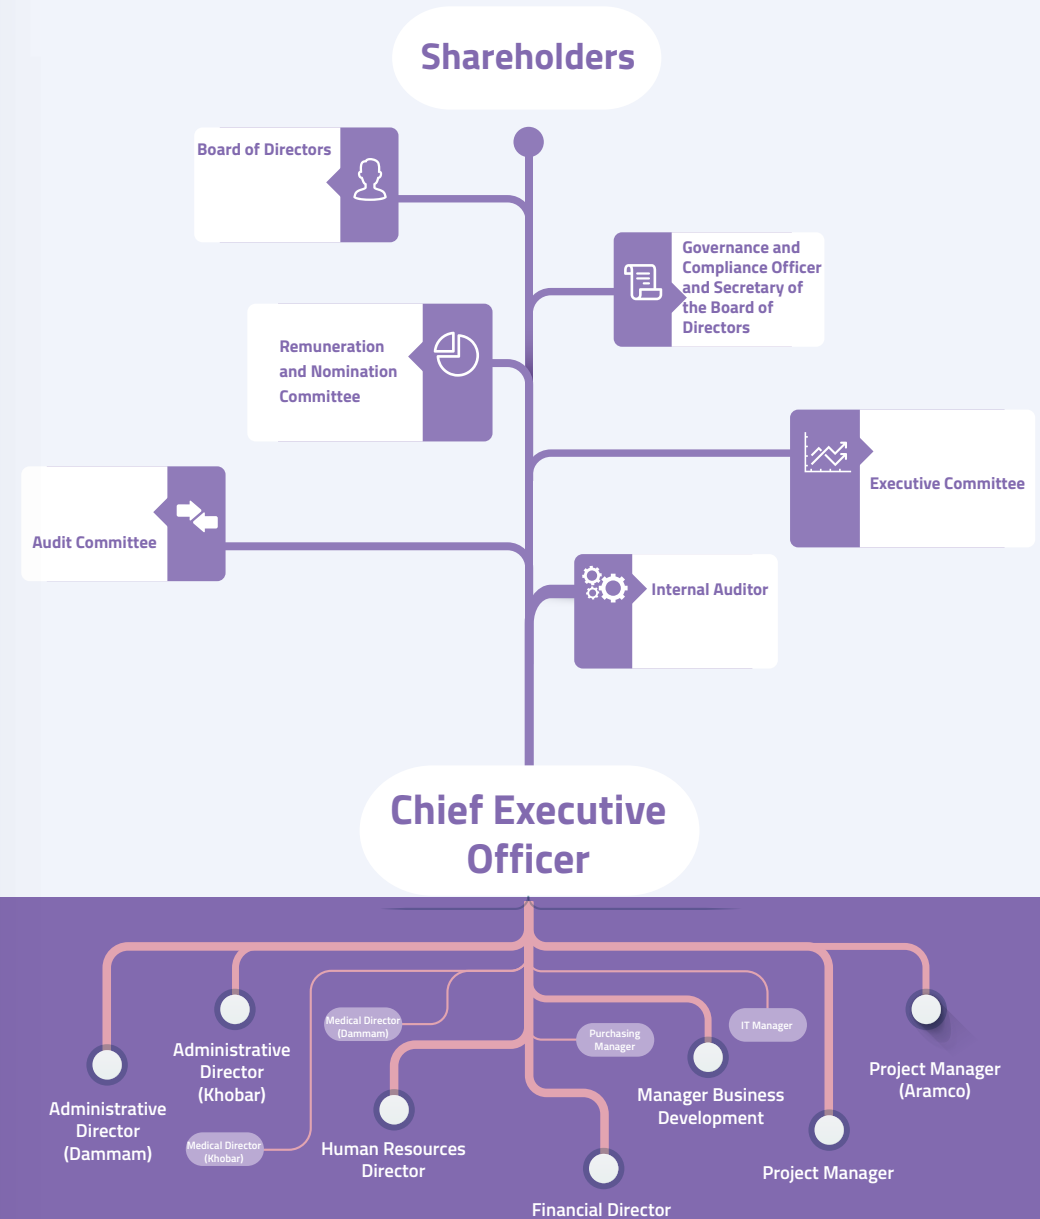 Shareholders
Board of Directors
Governance and
Compliance Officer
and Secretary of
the Board of
Directors
Remuneration
and Nomination
Committee
Executive Committee
Audit Committee
Internal Auditor
Chief Executive
Officer
Medical Director
(Dammam)
IT Manager
Purchasing
Manager
Administrative
Director
(Khobar)
Project Manager
(Aramco)
Manager Business
Development
Administrative
Director
(Dammam)
Medical Director
(Khobar)
Human Resources
Director
Project Manager
Financial Director